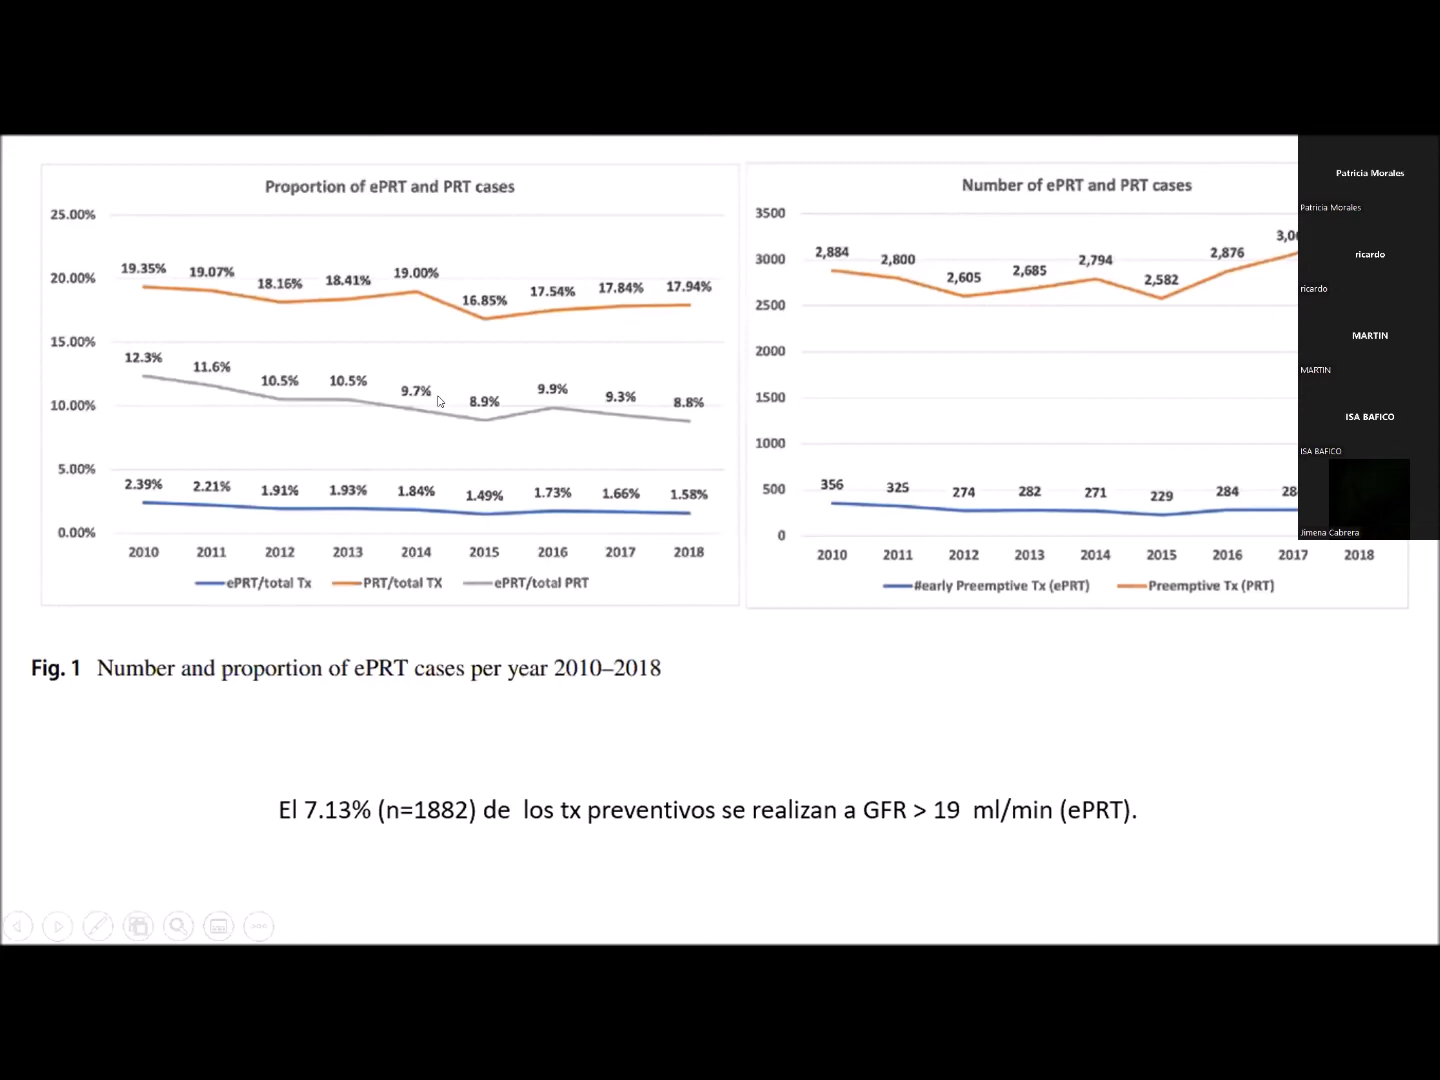 Proportion of ePRT and PRT cases
25.00%
20.00%
15.00%
10.00%
5.00%
0.00%
19.35% 19.07% 18.16% 18.41% 19.00% 16.85% 17.54% 17.84% 17.94%
12.3% 11.6% 10.5% 10.5% 9.7% 8.9% 9.9% 9.3% 8.8%
2.39% 2.21% 1.91% 1.93% 1.84% 1.49% 1.73% 1.66% 1.58%
2010 2011 2012 2013 2014 2015 2016 2017 2018
ePRT/total Tx PRT/total TX ePRT/total PRT
Number of ePRT and PRT cases
3500
3000
2500
2000
1500
1000
500
0
2,884 2,800 2,605 2,685 2,794 2,582 2,876
356 325 274 282 271 229 284
2010 2011 2012 2013 2014 2015 2016 2017 2018
#early Preemptive Tx (ePRT) Preemptive Tx (PRT)
Patricia Morales
Patricia Morales
ricardo
ricardo
MARTIN
MARTIN
ISA BAFICO
ISA BAFICO
Jimena Cabrera
Fig. 1 Number and proportion of ePRT cases per year 2010–2018
El 7.13% (n=1882) de los tx preventivos se realizan a GFR > 19 ml/min (ePRT).